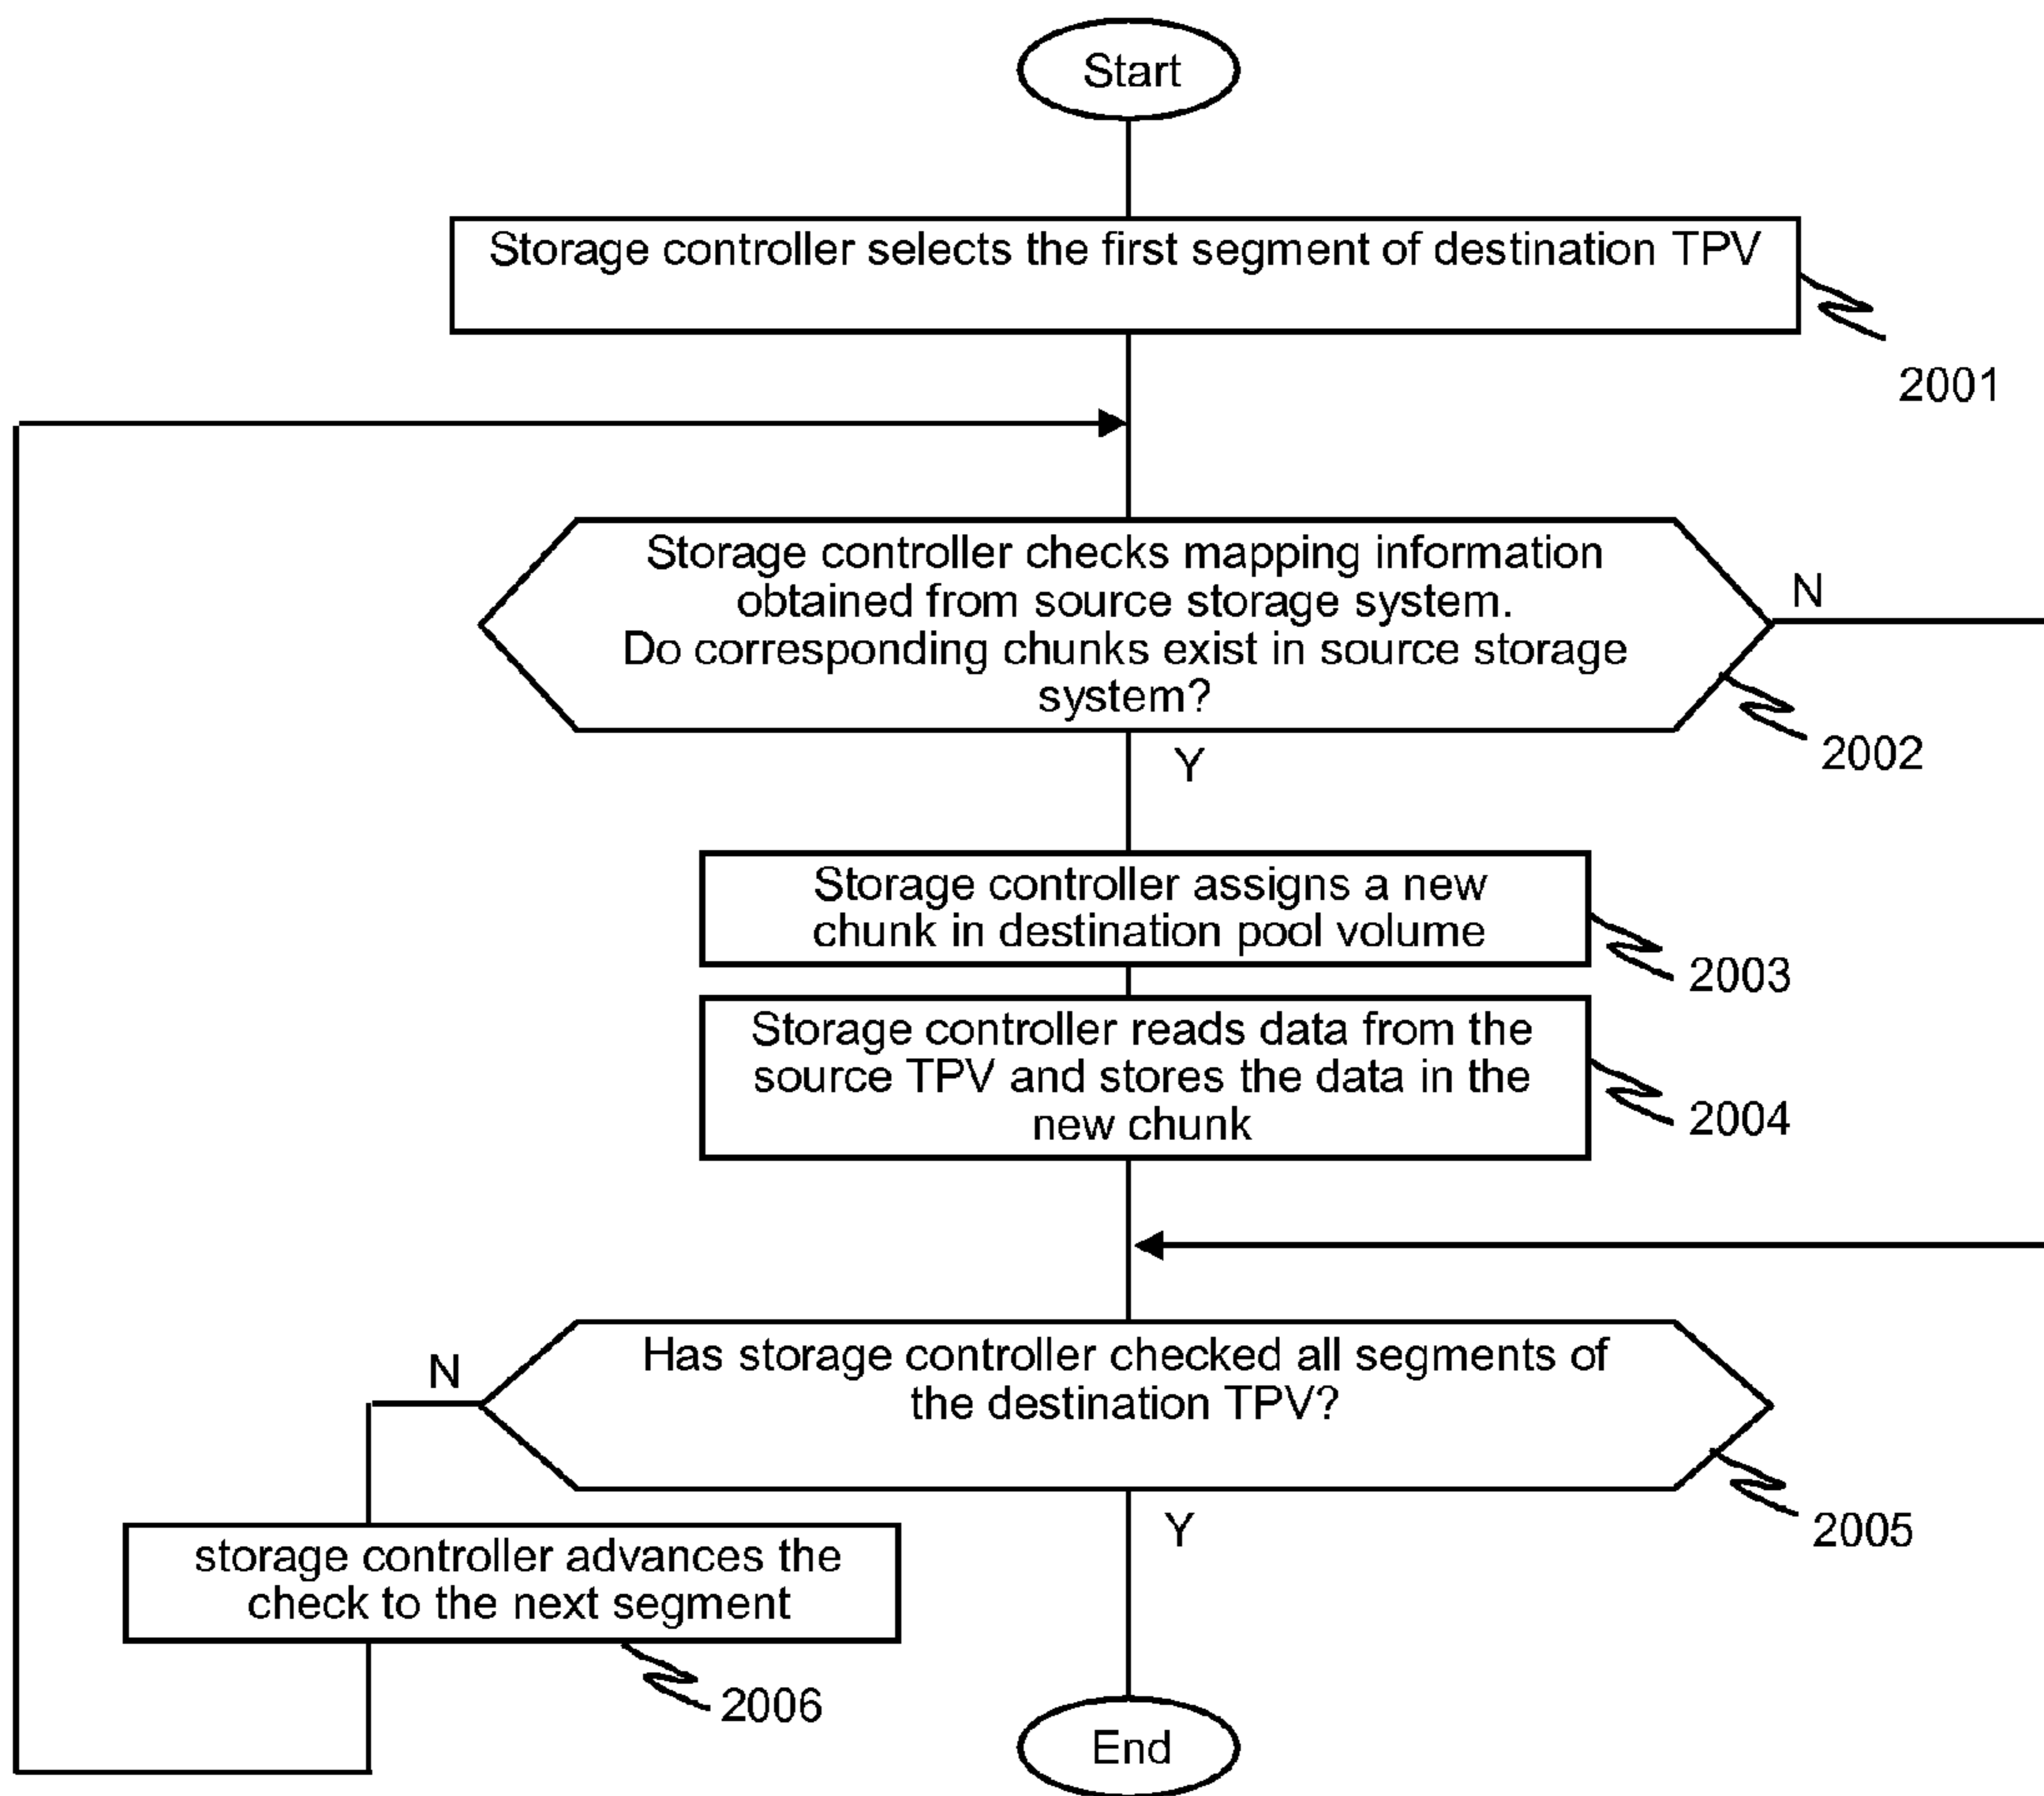 Start
Storage controller selects the first segment of destination TPV
2001
Storage controller checks mapping information
obtained from source storage system.
Do corresponding chunks exist in source storage
system?
N
2002
Y
Storage controller assigns a new
chunk in destination pool volume
2003
Storage controller reads data from the
source TPV and stores the data in the
new chunk
2004
Has storage controller checked all segments of
the destination TPV?
N
2005
Y
storage controller advances the
check to the next segment
2006
End